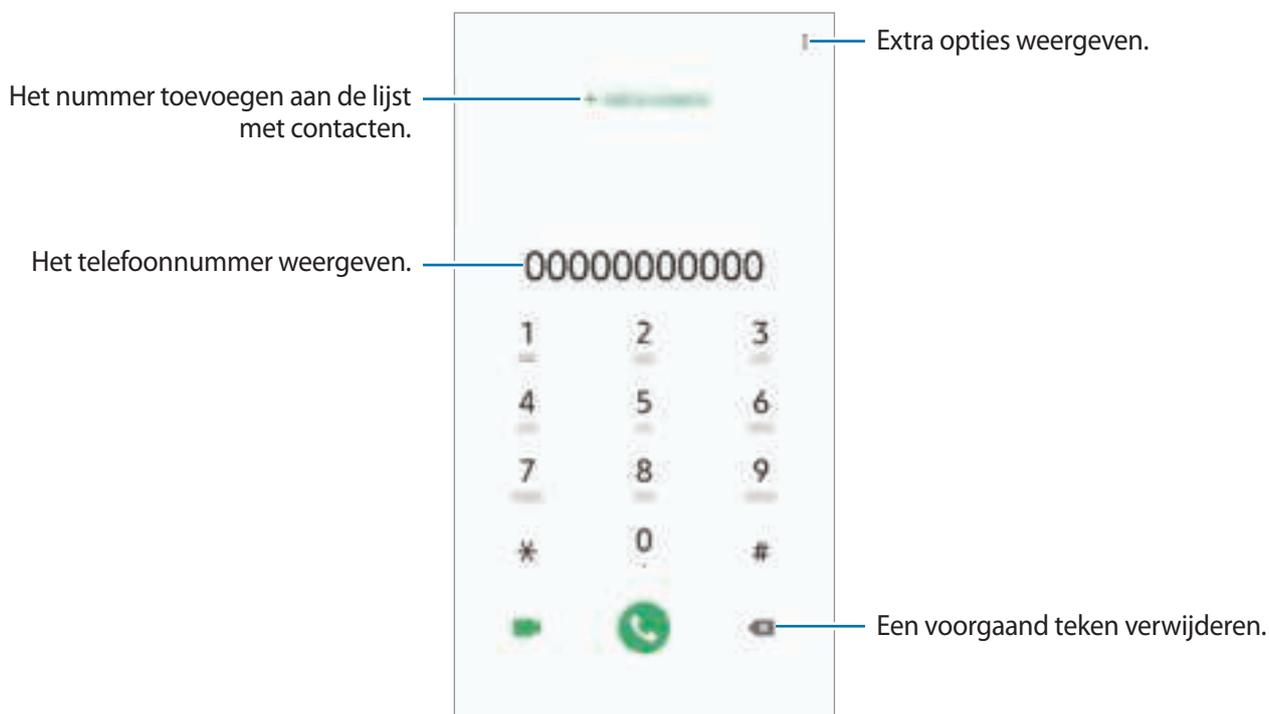 Extra opties weergeven.
Het nummer toevoegen aan de lijst
met contacten.
Het telefoonnummer weergeven.
00000000000
1 2 3
4 5 6
7 8 9
* 0 #
Een voorgaand teken verwijderen.